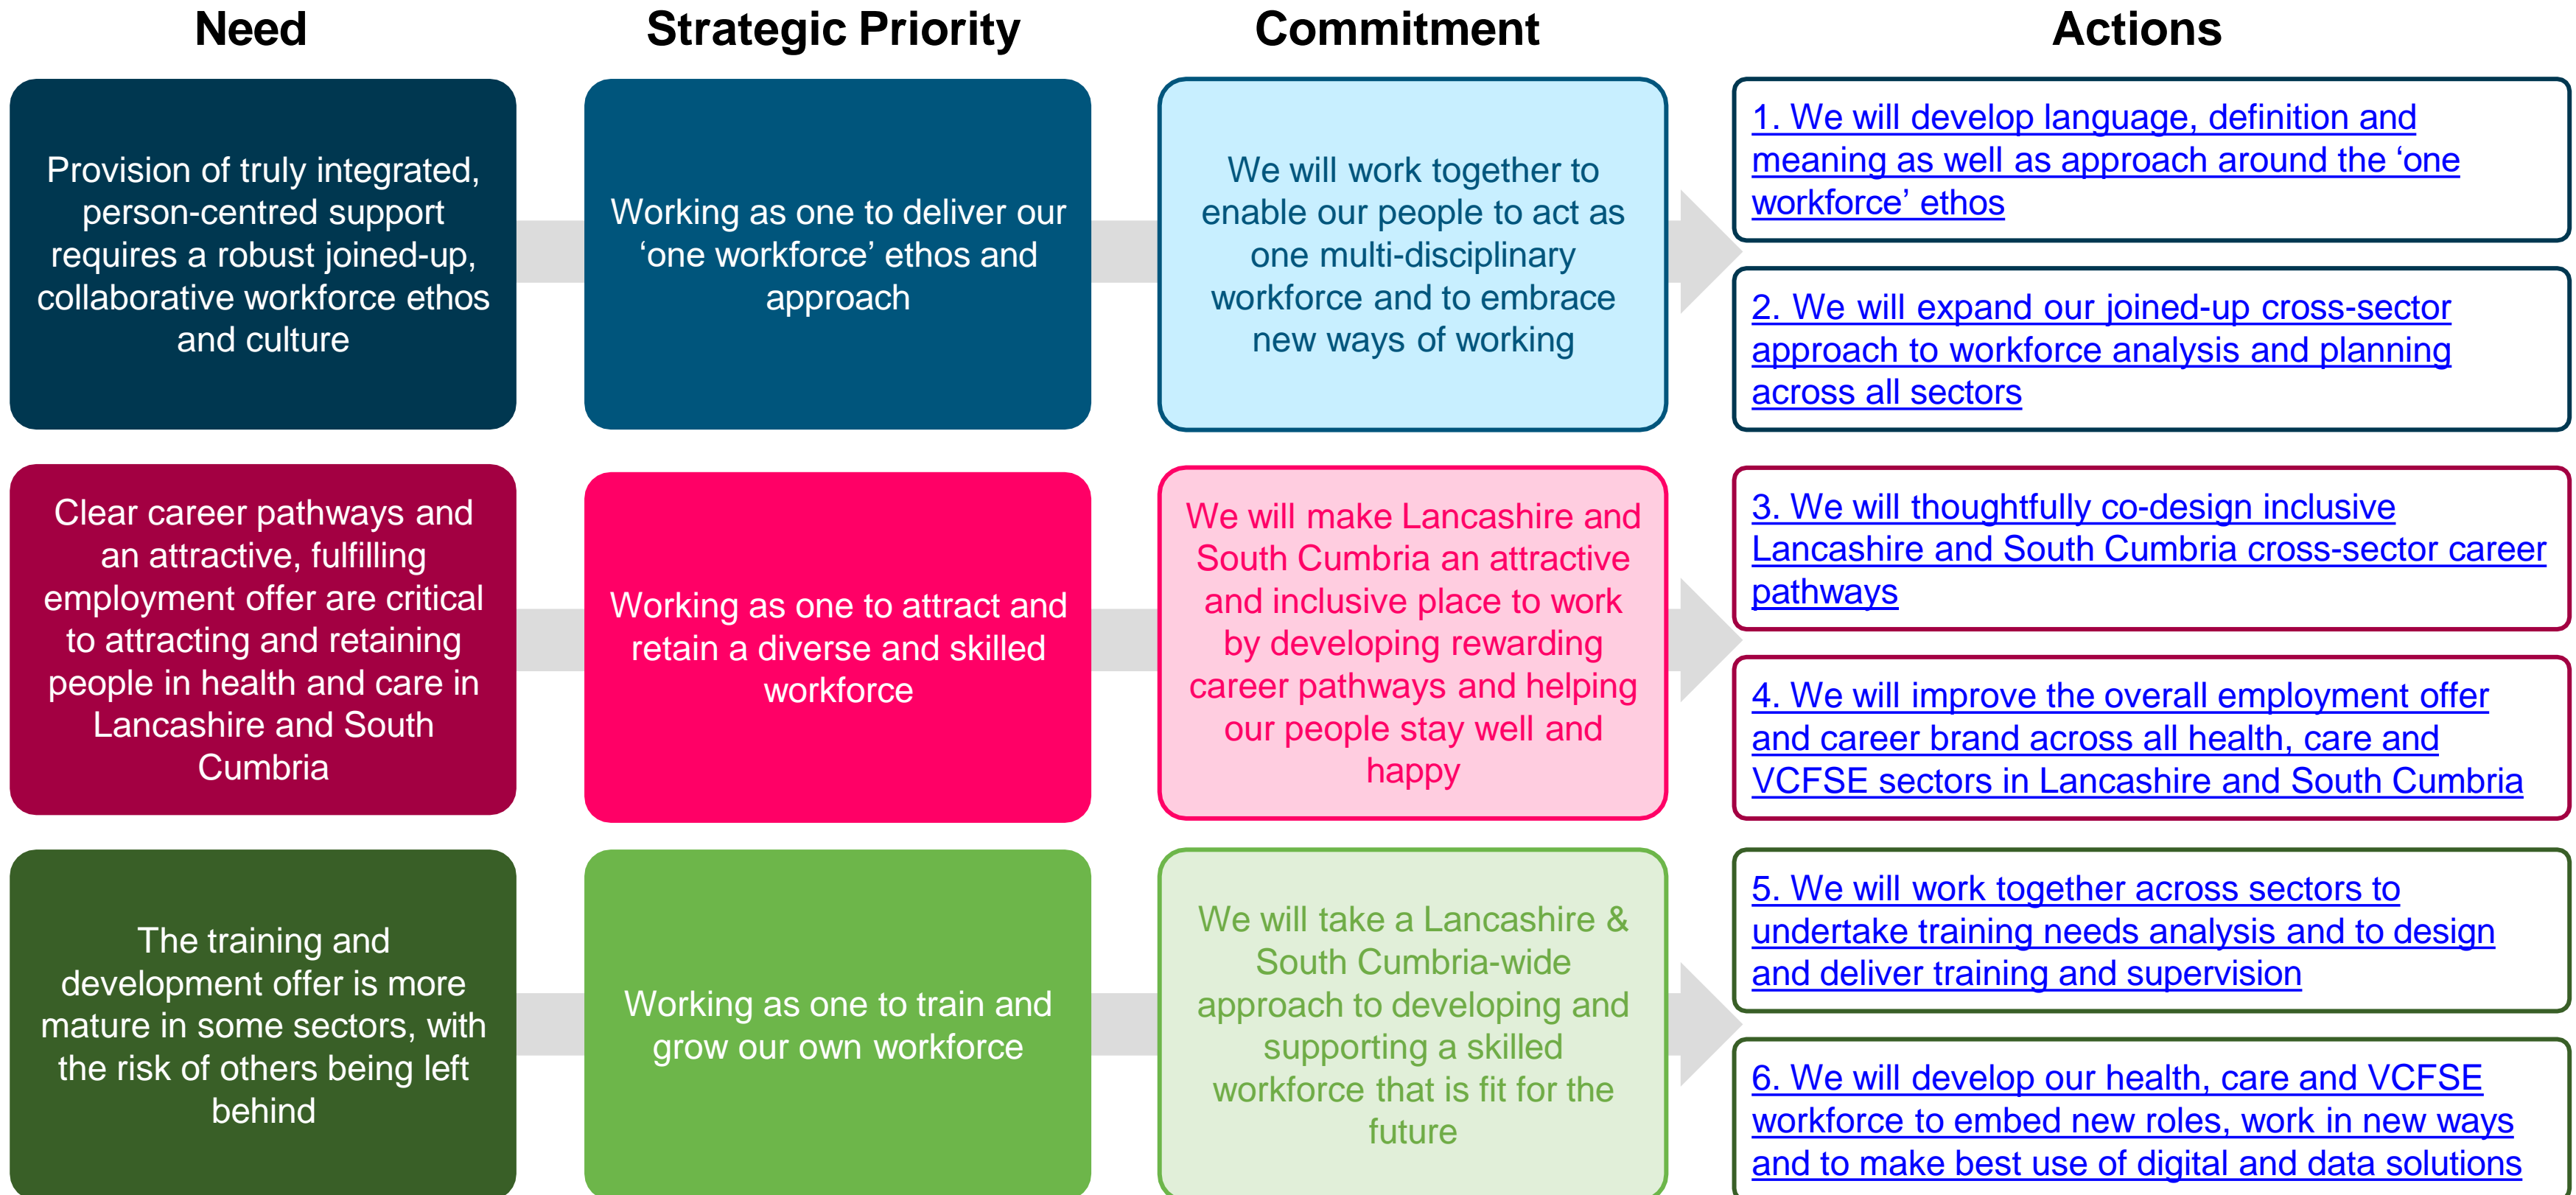 Need
Strategic Priority
Commitment
Actions
Provision of truly integrated,
person-centred support
requires a robust joined-up,
collaborative workforce ethos
and culture
Working as one to deliver our
‘one workforce’ ethos and
approach
We will work together to
enable our people to act as
one multi-disciplinary
workforce and to embrace
new ways of working
1. We will develop language, definition and
meaning as well as approach around the ‘one
workforce’ ethos
2. We will expand our joined-up cross-sector
approach to workforce analysis and planning
across all sectors
Clear career pathways and
an attractive, fulfilling
employment offer are critical
to attracting and retaining
people in health and care in
Lancashire and South
Cumbria
Working as one to attract and
retain a diverse and skilled
workforce
We will make Lancashire and
South Cumbria an attractive
and inclusive place to work
by developing rewarding
career pathways and helping
our people stay well and
happy
3. We will thoughtfully co-design inclusive
Lancashire and South Cumbria cross-sector career
pathways
4. We will improve the overall employment offer
and career brand across all health, care and
VCFSE sectors in Lancashire and South Cumbria
The training and
development offer is more
mature in some sectors, with
the risk of others being left
behind
Working as one to train and
grow our own workforce
We will take a Lancashire &
South Cumbria-wide
approach to developing and
supporting a skilled
workforce that is fit for the
future
5. We will work together across sectors to
undertake training needs analysis and to design
and deliver training and supervision
6. We will develop our health, care and VCFSE
workforce to embed new roles, work in new ways
and to make best use of digital and data solutions